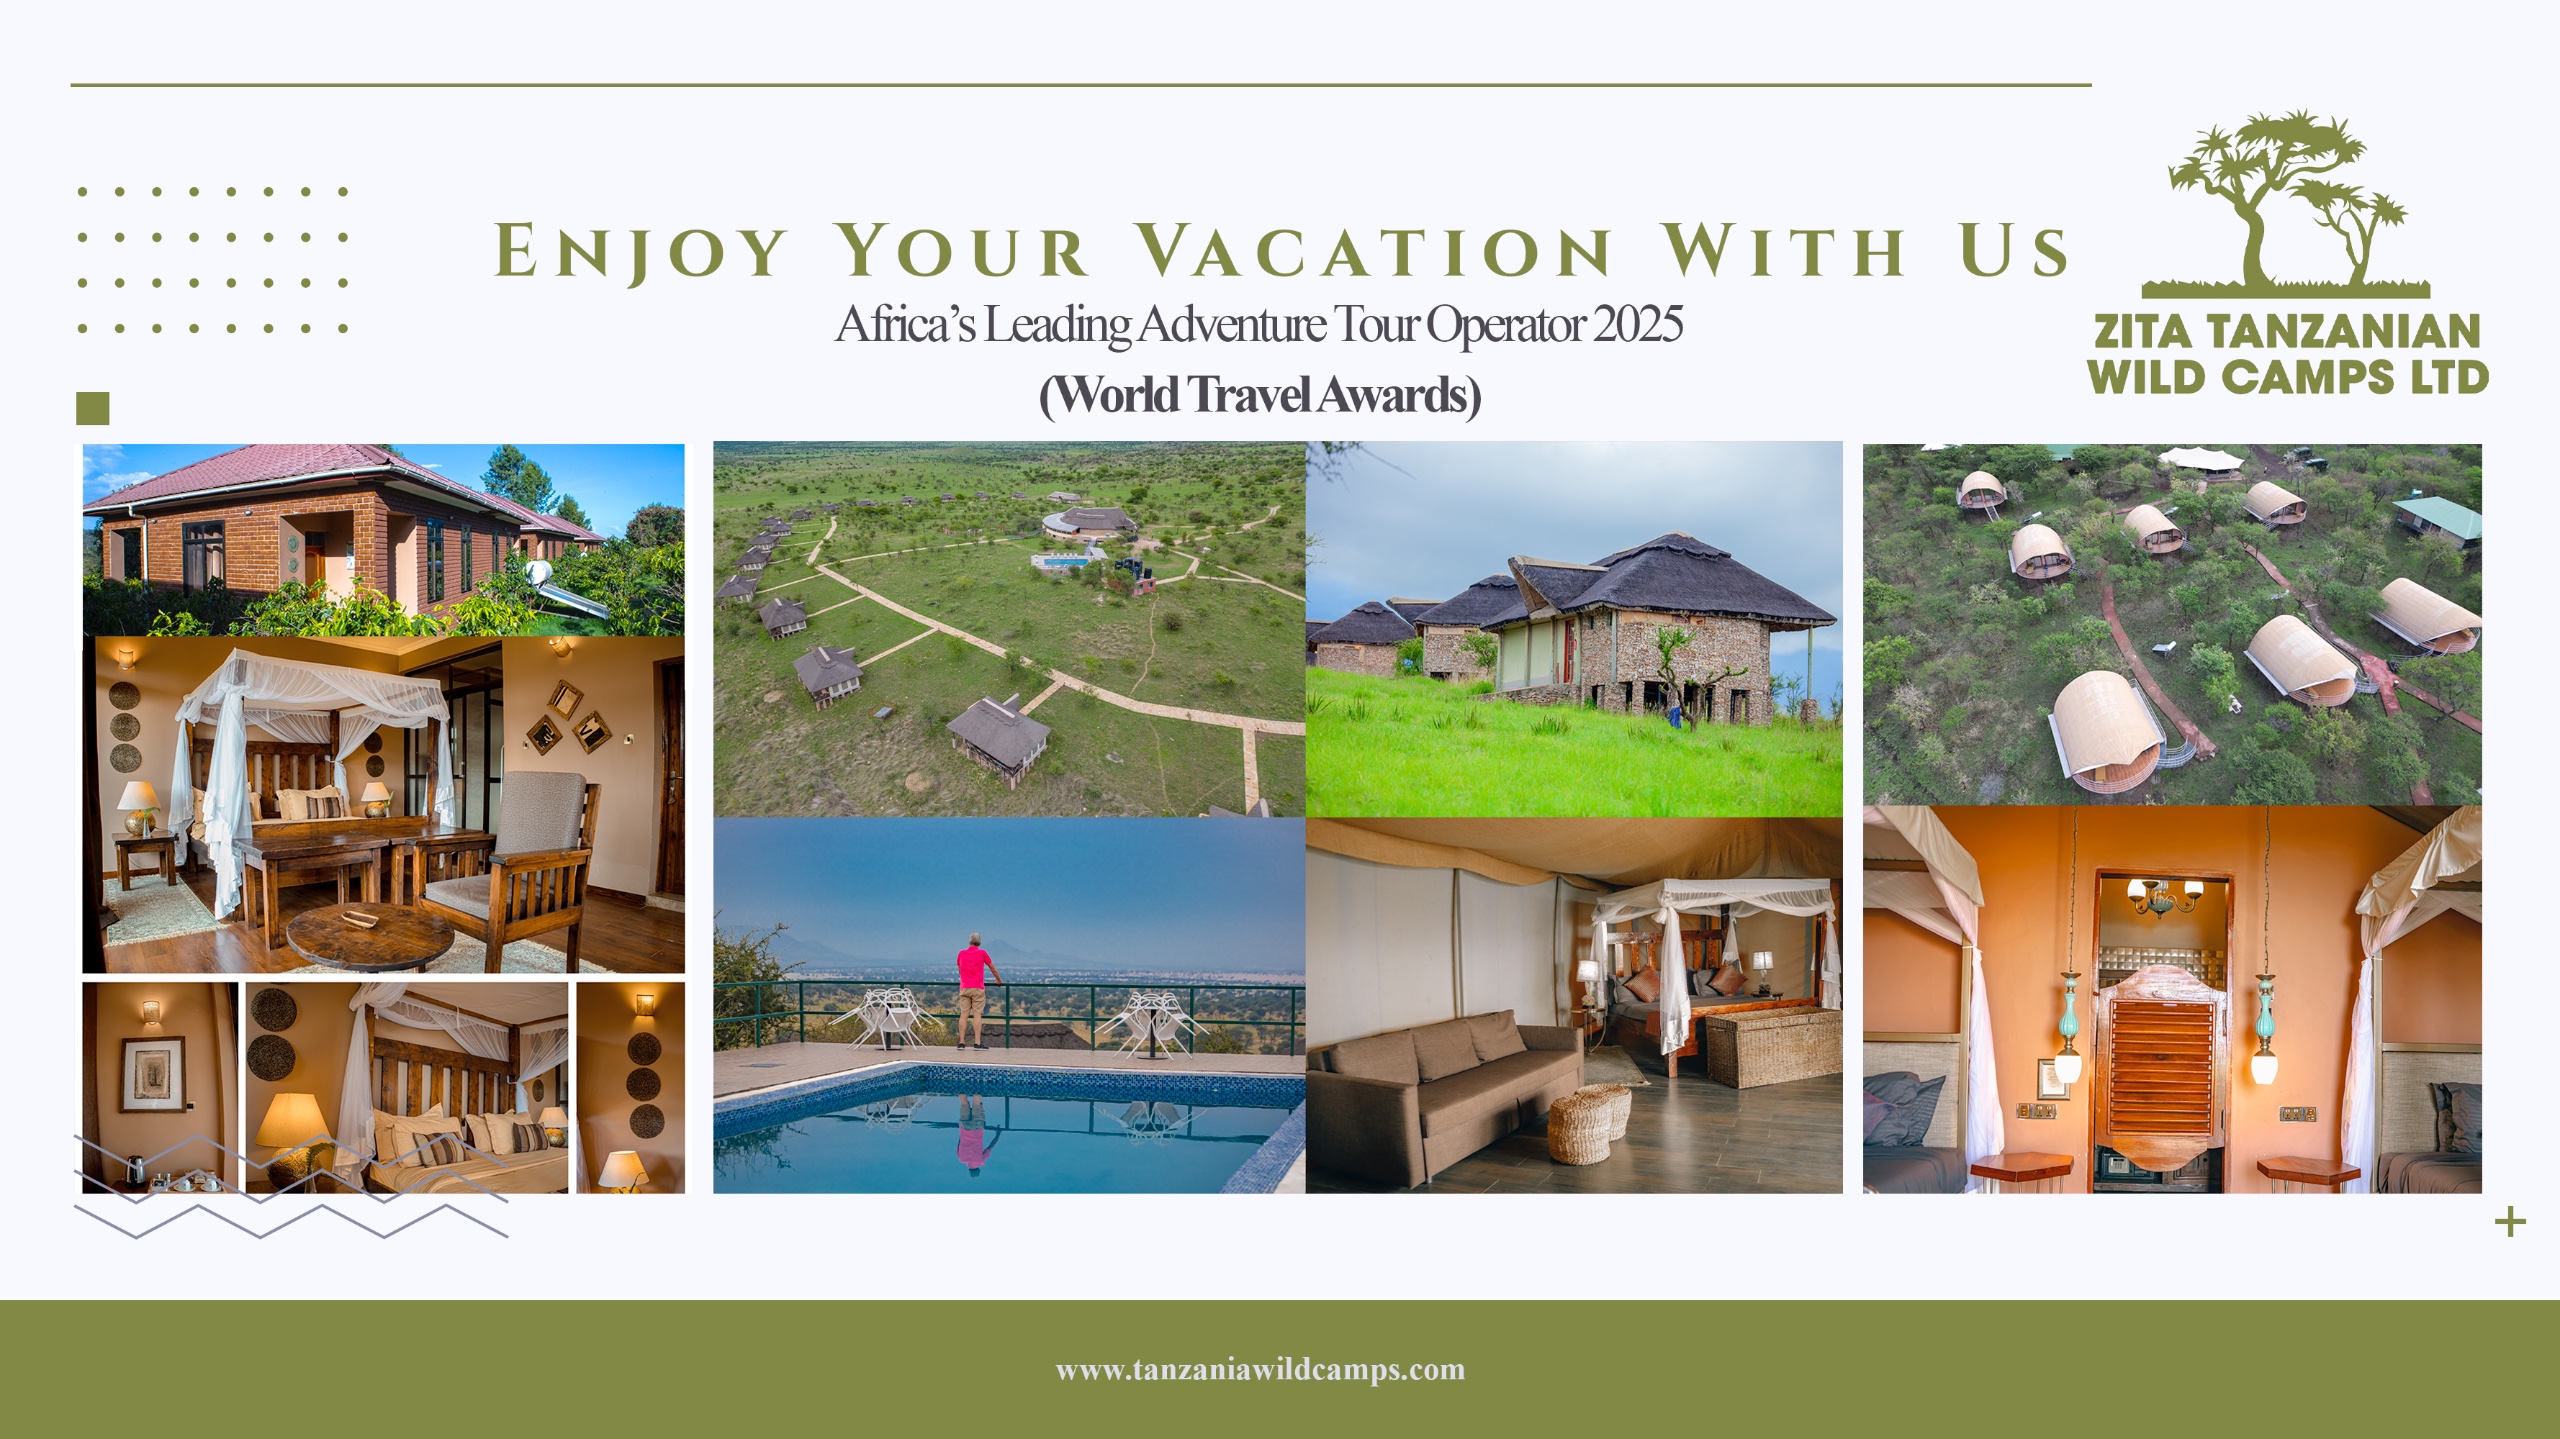 Enjoy Your Vacation With Us
Africa’s Leading Adventure Tour Operator 2025
(World Travel Awards)
ZITA TANZANIAN
WILD CAMPS LTD
www.tanzaniawildcamps.com